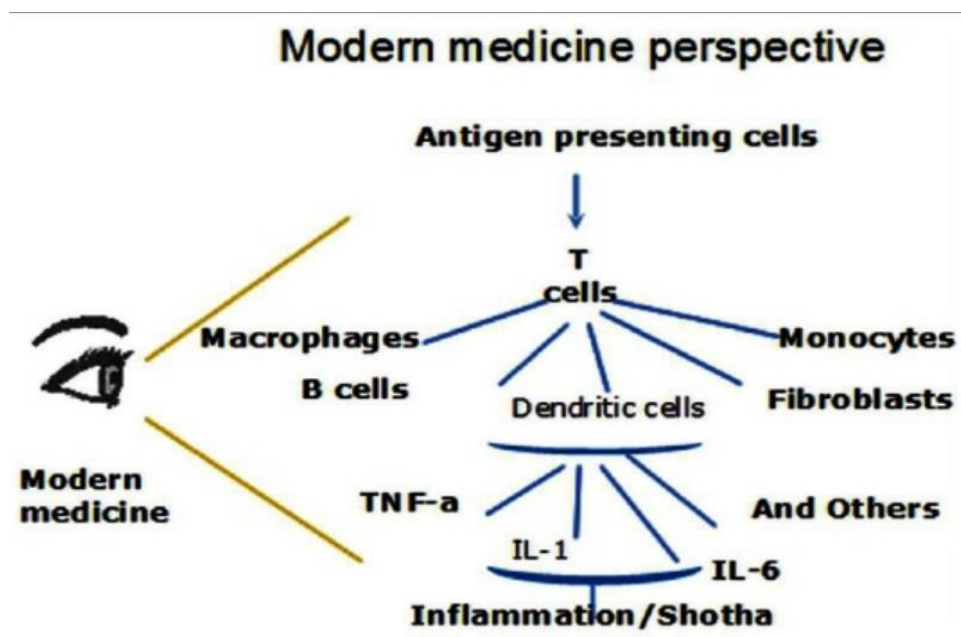 Modern medicine perspective
Antigen presenting cells
T
cells
Macrophages
Monocytes
B cells
Dendritic cells
Fibroblasts
Modern
medicine
TNF-a
And Others
IL-1
IL-6
Inflammation/Shotha